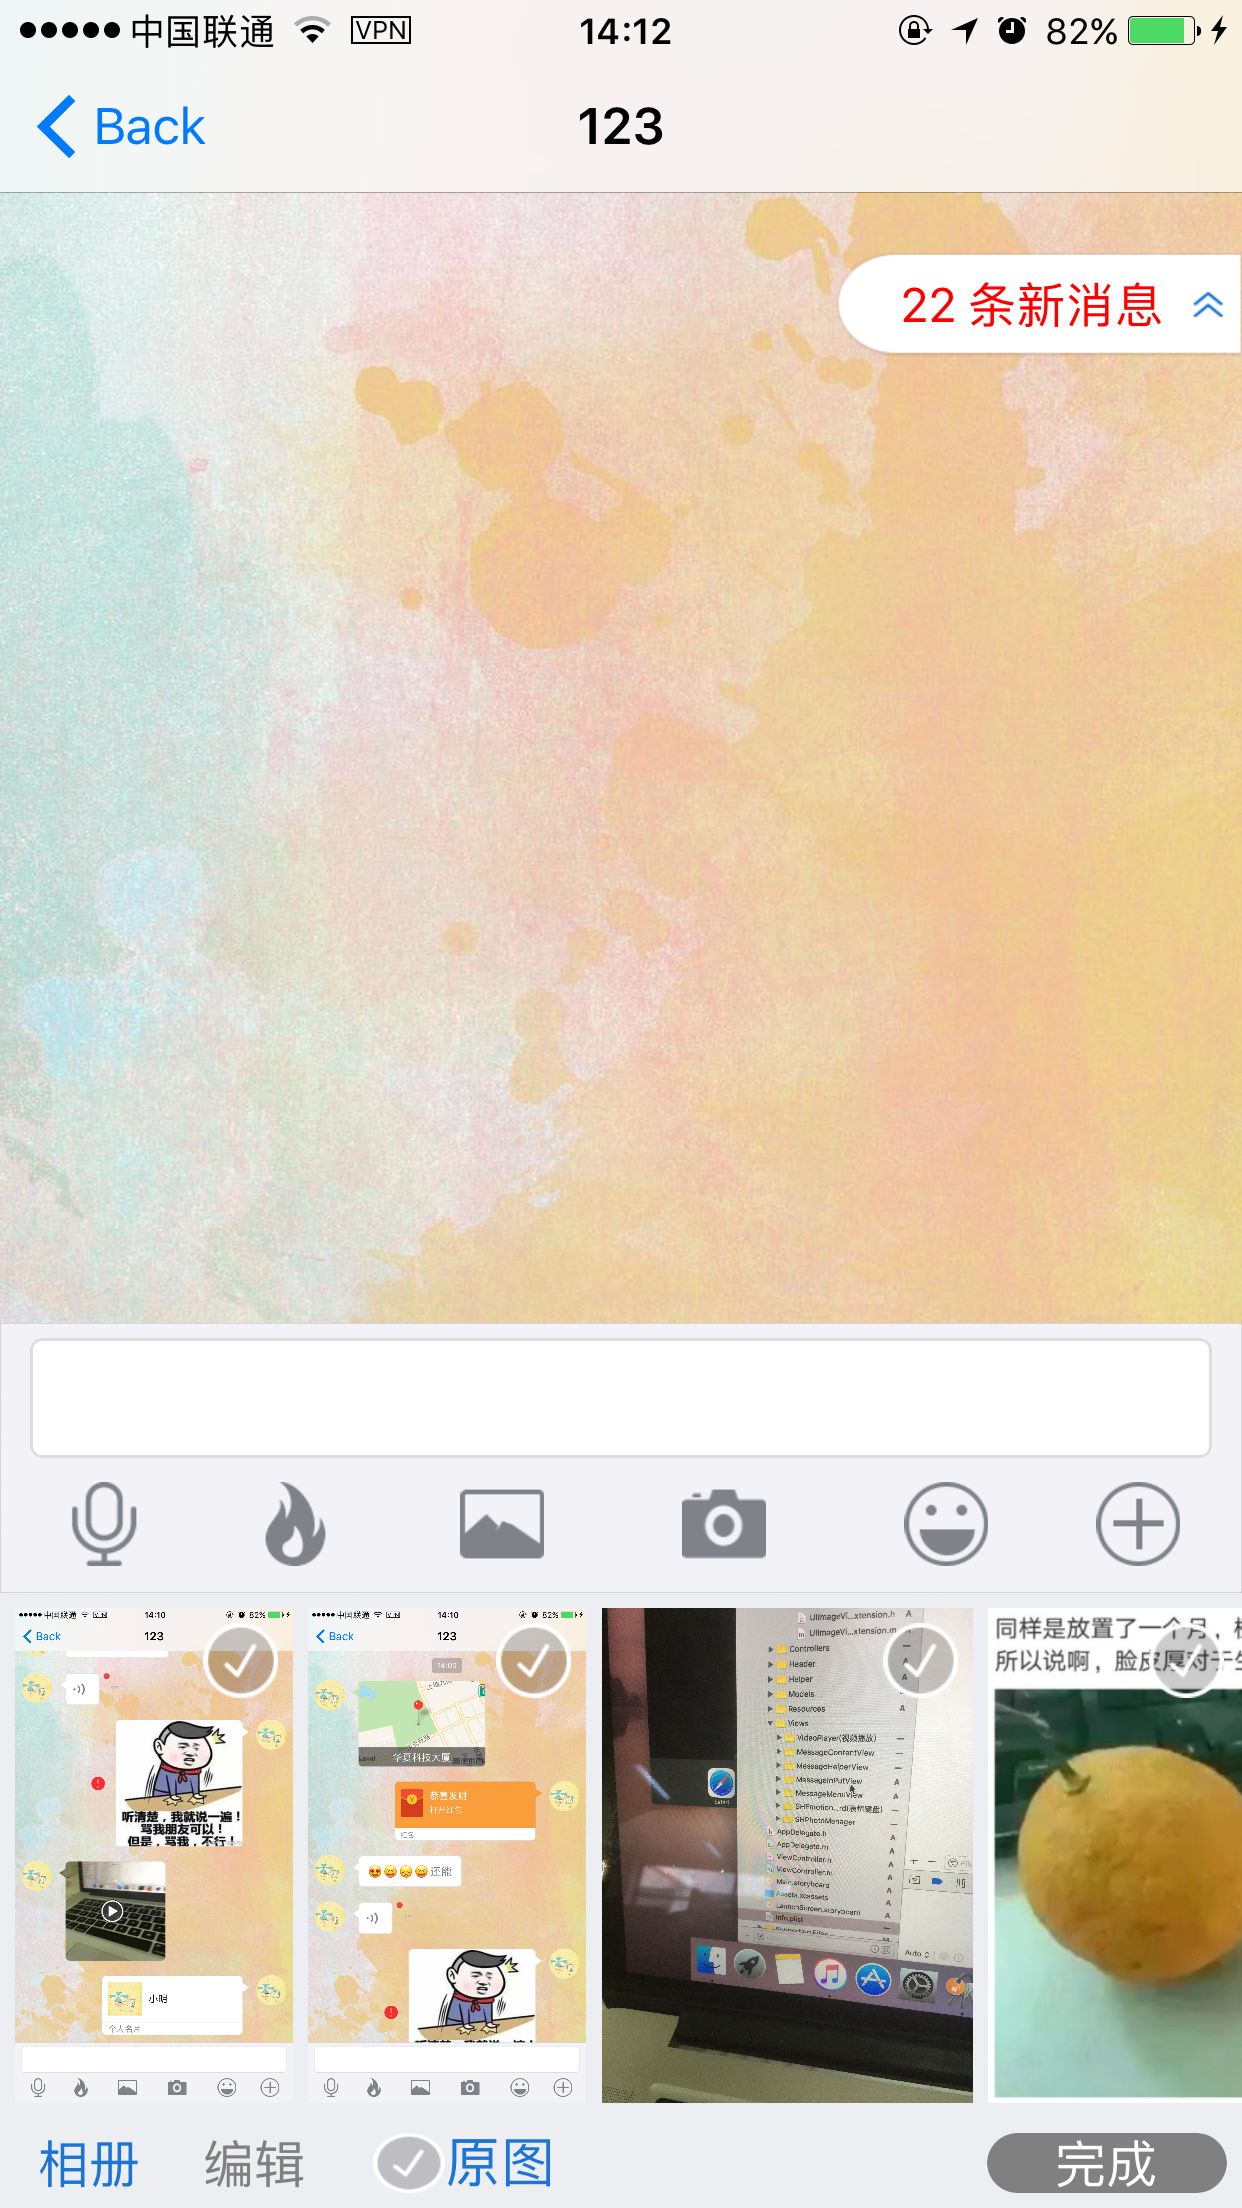 中国联通 VPN 14:12 82%
Back 123
22 条新消息
中国联通 14:10 82%
Back 123
听清楚，我就说一遍！
骂我朋友可以！
但是，骂我，不行！
小明
个人名片
中国联通 14:10 82%
Back 123
14:09
华夏科技大厦
恭喜发财
打开红包
红包
还能
UIImageVi...xtension.h A
UIImageVi...xtension.m
Controllers
Header
Helper
Models
Resources A
Views
VideoPlayer(视频播放)
MessageContentView
MessageHelperView
MessageInPutView A
MessageMenuView A
SHEmotion...rd(表情键盘)
SHPhotoManager
AppDelegate.h A
AppDelegate.m A
ViewController.h A
ViewController.m A
Main.storyboard A
Assets.xcassets A
LaunchScreen.storyboard A
Info.plist A
Auto
Safari
同样是放置了一个月，
所以说啊，脸皮厚对于
相册 编辑 原图 完成